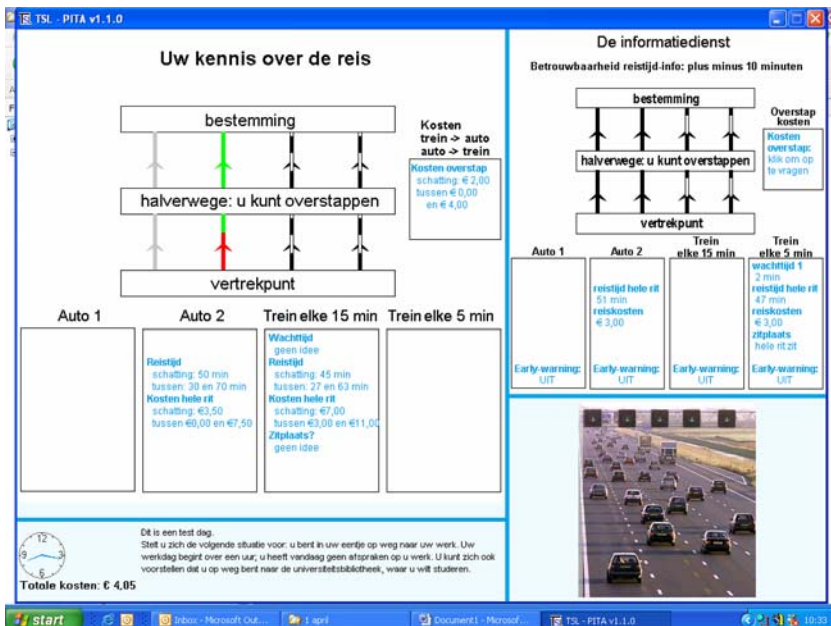 TSL - PITA v1.1.0
Uw kennis over de reis
bestemming
halverwege: u kunt overstappen
vertrekpunt
Kosten
trein -> auto
auto -> trein
Kosten overstap
schatting: € 2,00
tussen € 0,00
en € 4,00
Auto 1
Auto 2
Trein elke 15 min
Trein elke 5 min
Reistijd
schatting: 50 min
tussen: 30 en 70 min
Kosten hele rit
schatting: €3,50
tussen €0,00 en €7,50
Wachttijd
geen idee
Reistijd
schatting: 45 min
tussen: 27 en 63 min
Kosten hele rit
schatting: €7,00
tussen €3,00 en €11,00
Zitplaats?
geen idee
12
9
3
6
Totale kosten: € 4,05
Dit is een test dag.
Stelt u zich de volgende situatie voor: u bent in uw eentje op weg naar uw werk. Uw
werkdag begint over een uur; u heeft vandaag geen afspraken op u werk. U kunt zich ook
voorstellen dat u op weg bent naar de universiteitsbibliotheek, waar u wilt studeren.
De informatiedienst
Betrouwbaarheid reistijd-info: plus minus 10 minuten
bestemming
halverwege: u kunt overstappen
vertrekpunt
Overstap
kosten
Kosten
overstap:
klik om op
te vragen
Auto 1
Auto 2
Trein
elke 15 min
Trein
elke 5 min
Early-warning:
UIT
reistijd hele rit
51 min
reiskosten
€ 3,00
Early-warning:
UIT
Early-warning:
UIT
wachttijd 1
2 min
reistijd hele rit
47 min
reiskosten
€ 3,00
zitplaats
hele rit zit
Early-warning:
UIT
start
Inbox - Microsoft Out...
1 april
Document1 - Microsof...
TSL - PITA v1.1.0
10:33